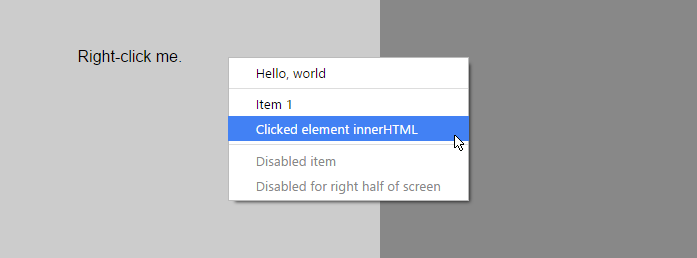 Right-click me.
Hello, world
Item 1
Clicked element innerHTML
Disabled item
Disabled for right half of screen